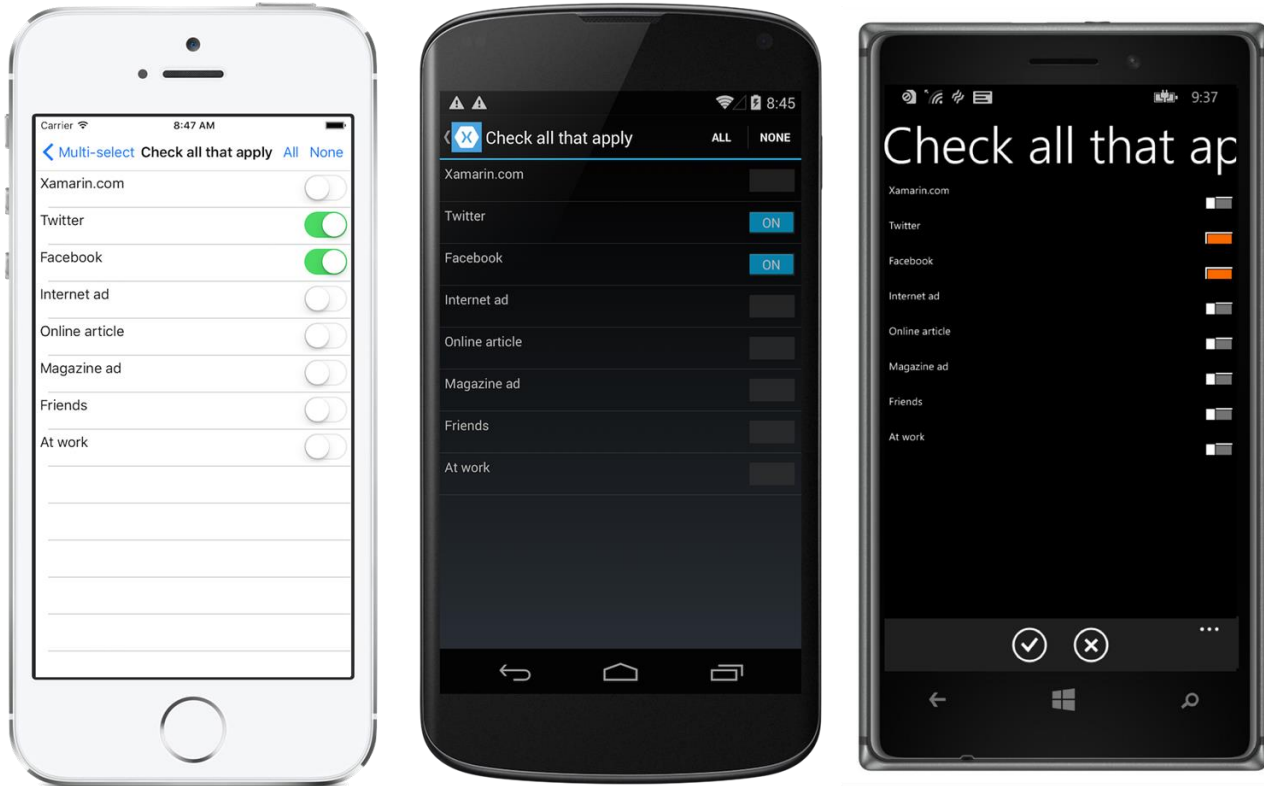 Carrier 8:47 AM
Multi-select Check all that apply All None
Xamarin.com
Twitter
Facebook
Internet ad
Online article
Magazine ad
Friends
At work
8:45
X Check all that apply ALL NONE
Xamarin.com
Twitter ON
Facebook ON
Internet ad
Online article
Magazine ad
Friends
At work
9:37
Check all that ap
Xamarin.com
Twitter
Facebook
Internet ad
Online article
Magazine ad
Friends
At work